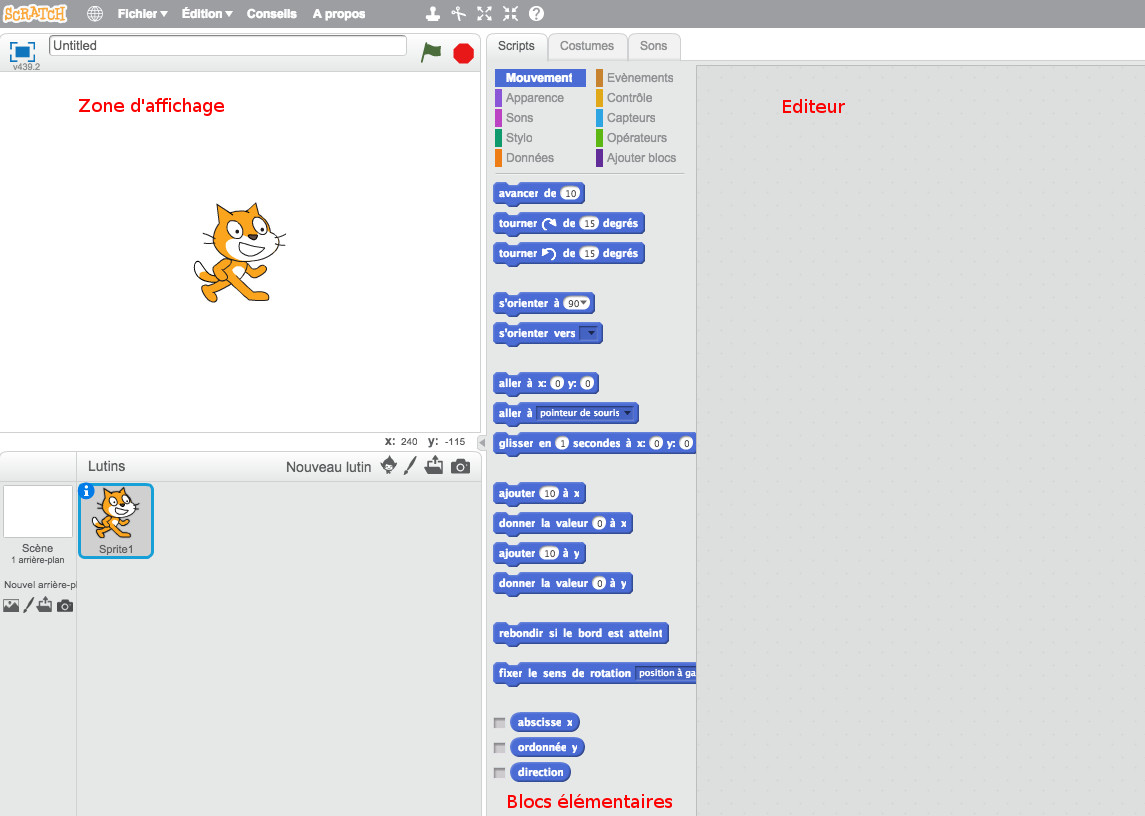 SCRATCH Fichier Édition Conseils A propos
Untitled
v439.2
Zone d'affichage
x: 240 y: -115
Lutins Nouveau lutin
Scène
1 arrière-plan
Sprite1
Nouvel arrière-pl
Scripts Costumes Sons
Mouvement Evènements
Apparence Contrôle
Sons Capteurs
Stylo Opérateurs
Données Ajouter blocs
avancer de 10
tourner de 15 degrés
tourner de 15 degrés
s'orienter à 90
s'orienter vers
aller à x: 0 y: 0
aller à pointeur de souris
glisser en 1 secondes à x: 0 y: 0
ajouter 10 à x
donner la valeur 0 à x
ajouter 10 à y
donner la valeur 0 à y
rebondir si le bord est atteint
fixer le sens de rotation position à ga
abscisse x
ordonnée y
direction
Blocs élémentaires
Editeur